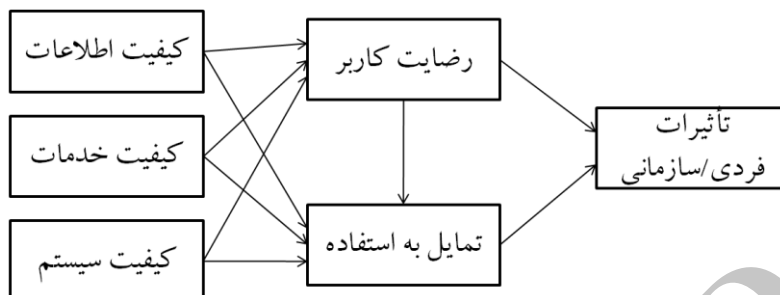 کیفیت اطلاعات
رضایت کاربر
کیفیت خدمات
تأثیرات
فردی/سازمانی
تمایل به استفاده
کیفیت سیستم